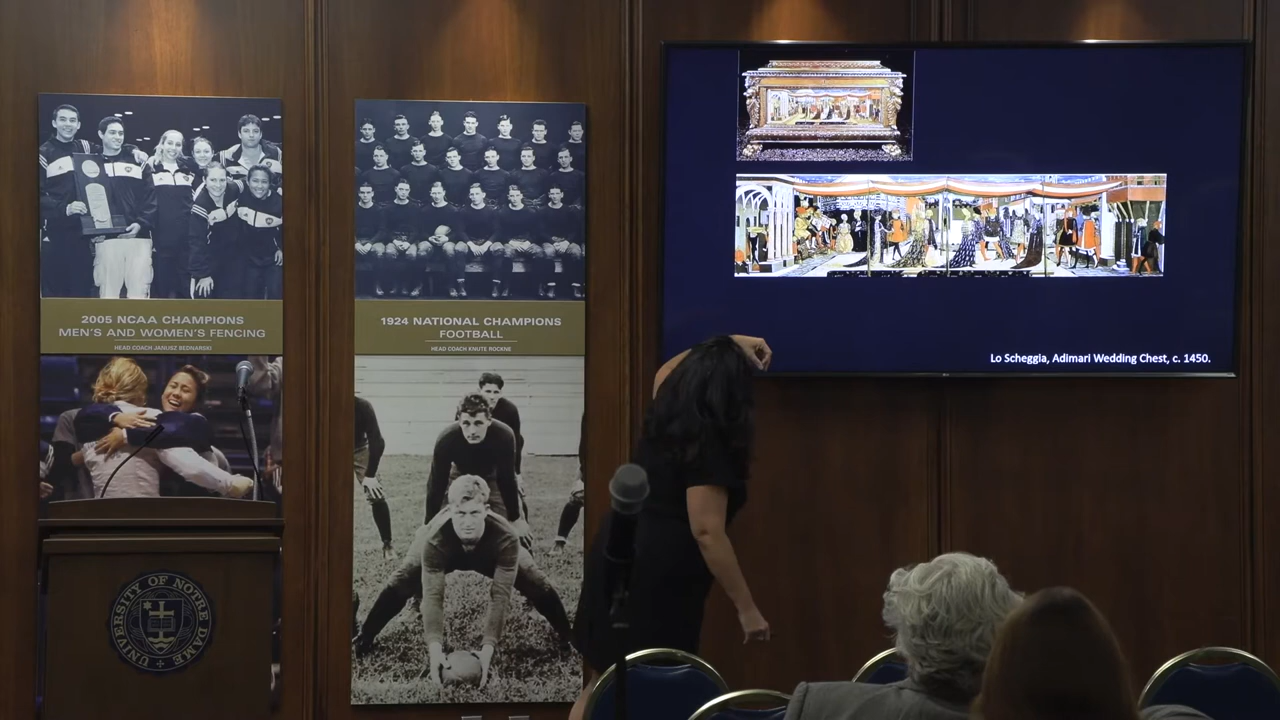 2005 NCAA CHAMPIONS
MEN'S AND WOMEN'S FENCING
HEAD COACH JANUSZ BEDNARSKI
1924 NATIONAL CHAMPIONS
FOOTBALL
HEAD COACH KNUTE ROCKNE
Lo Scheggia, Adimari Wedding Chest, c. 1450.
UNIVERSITY OF NOTRE DAME